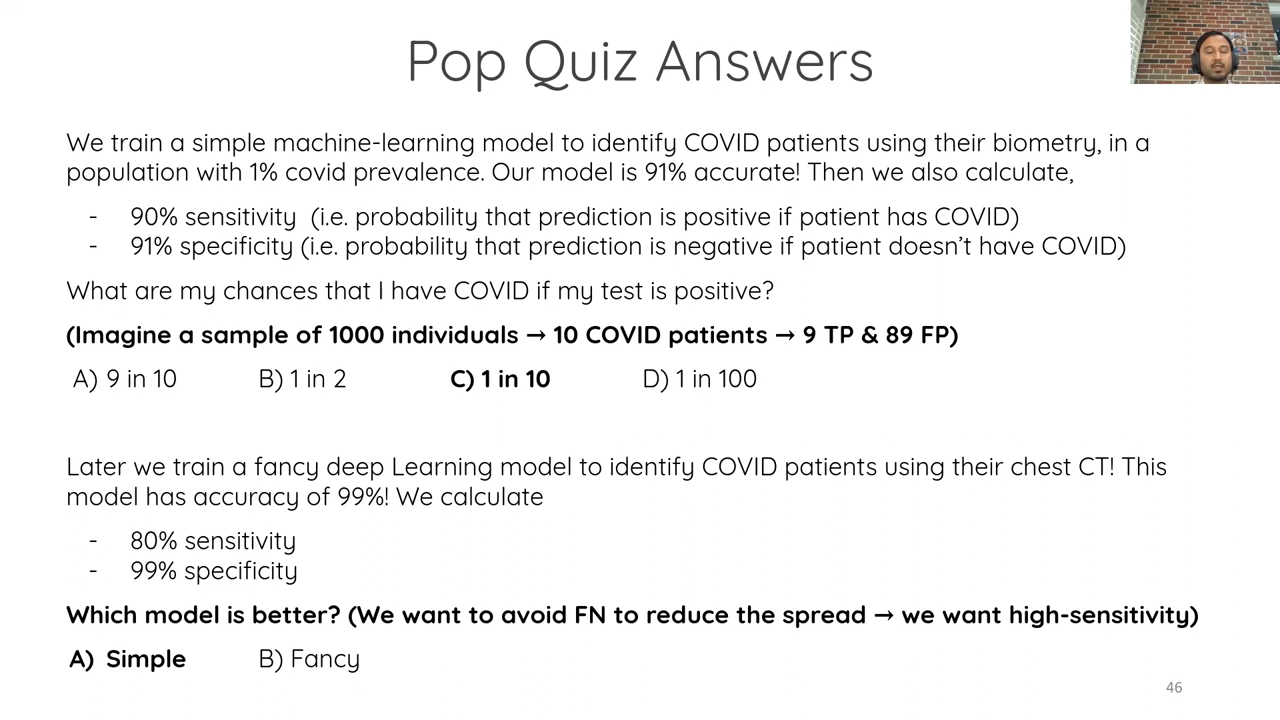 Pop Quiz Answers
We train a simple machine-learning model to identify COVID patients using their biometry, in a
population with 1% covid prevalence. Our model is 91% accurate! Then we also calculate,
- 90% sensitivity (i.e. probability that prediction is positive if patient has COVID)
- 91% specificity (i.e. probability that prediction is negative if patient doesn't have COVID)
What are my chances that I have COVID if my test is positive?
(Imagine a sample of 1000 individuals → 10 COVID patients → 9 TP & 89 FP)
A) 9 in 10 B) 1 in 2 C) 1 in 10 D) 1 in 100
Later we train a fancy deep Learning model to identify COVID patients using their chest CT! This
model has accuracy of 99%! We calculate
- 80% sensitivity
- 99% specificity
Which model is better? (We want to avoid FN to reduce the spread → we want high-sensitivity)
A) Simple B) Fancy
46